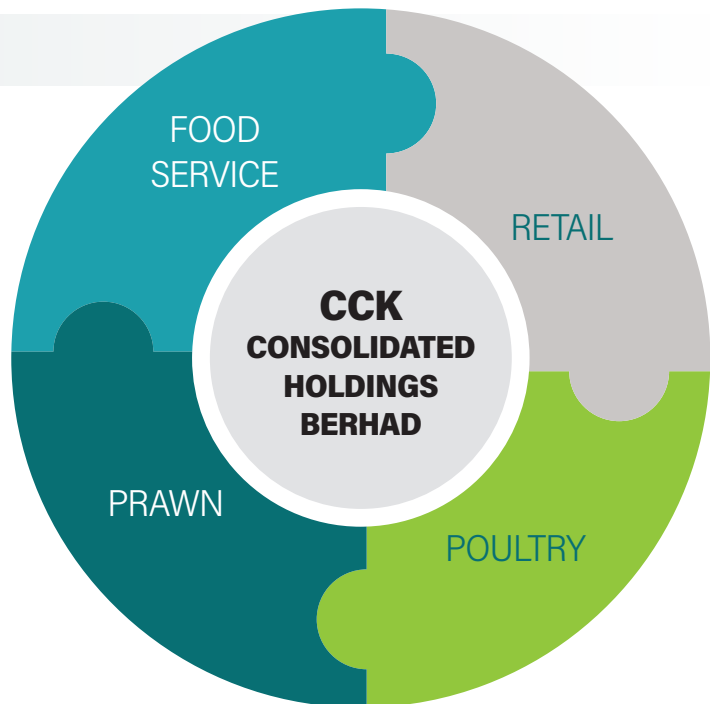 FOOD
SERVICE
RETAIL
CCK
CONSOLIDATED
HOLDINGS
BERHAD
PRAWN
POULTRY